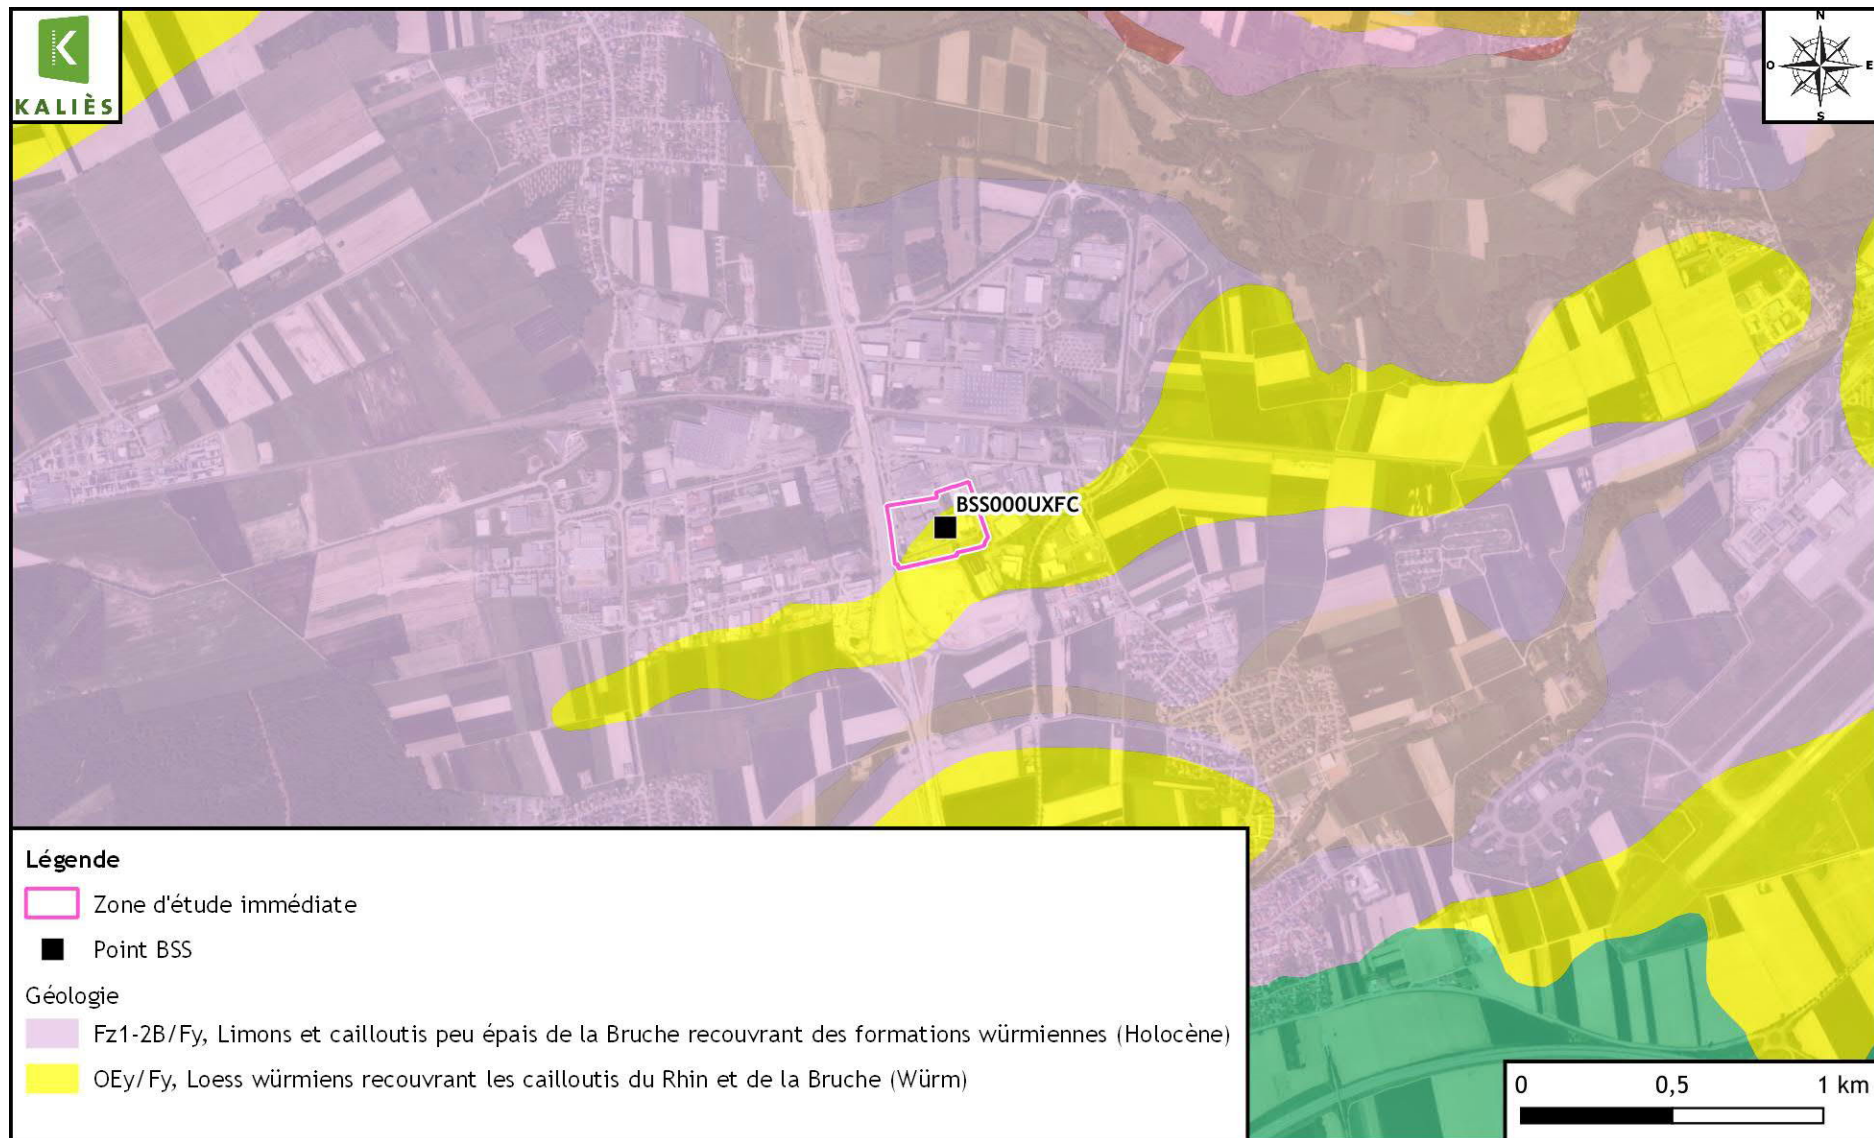 K
KALIÈS
N
O
E
S
BSS000UXFC
Légende
Zone d'étude immédiate
Point BSS
Géologie
Fz1-2B/Fy, Limons et cailloutis peu épais de la Bruche recouvrant des formations würmiennes (Holocène)
OEy/Fy, Loess würmiens recouvrant les cailloutis du Rhin et de la Bruche (Würm)
0 0,5 1 km